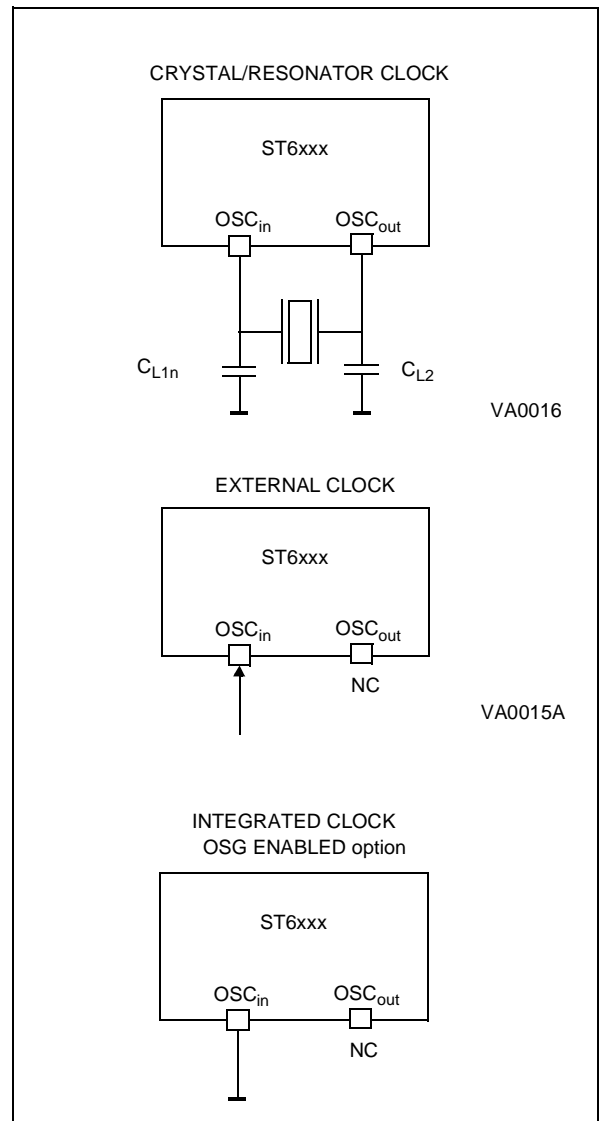 CRYSTAL/RESONATOR CLOCK
ST6xxx
OSCin OSCout
CL1n CL2
VA0016
EXTERNAL CLOCK
ST6xxx
OSCin OSCout
NC
VA0015A
INTEGRATED CLOCK
OSG ENABLED option
ST6xxx
OSCin OSCout
NC